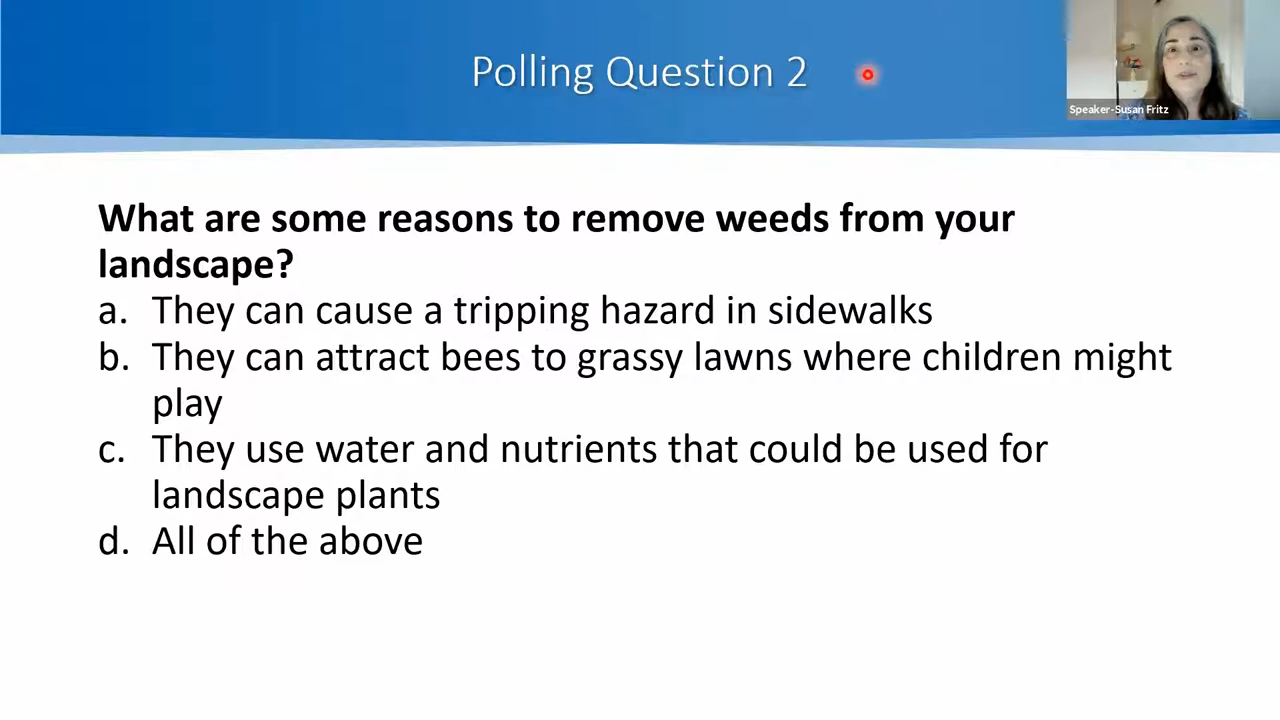 Polling Question 2
Speaker-Susan Fritz
What are some reasons to remove weeds from your
landscape?
a. They can cause a tripping hazard in sidewalks
b. They can attract bees to grassy lawns where children might
play
c. They use water and nutrients that could be used for
landscape plants
d. All of the above